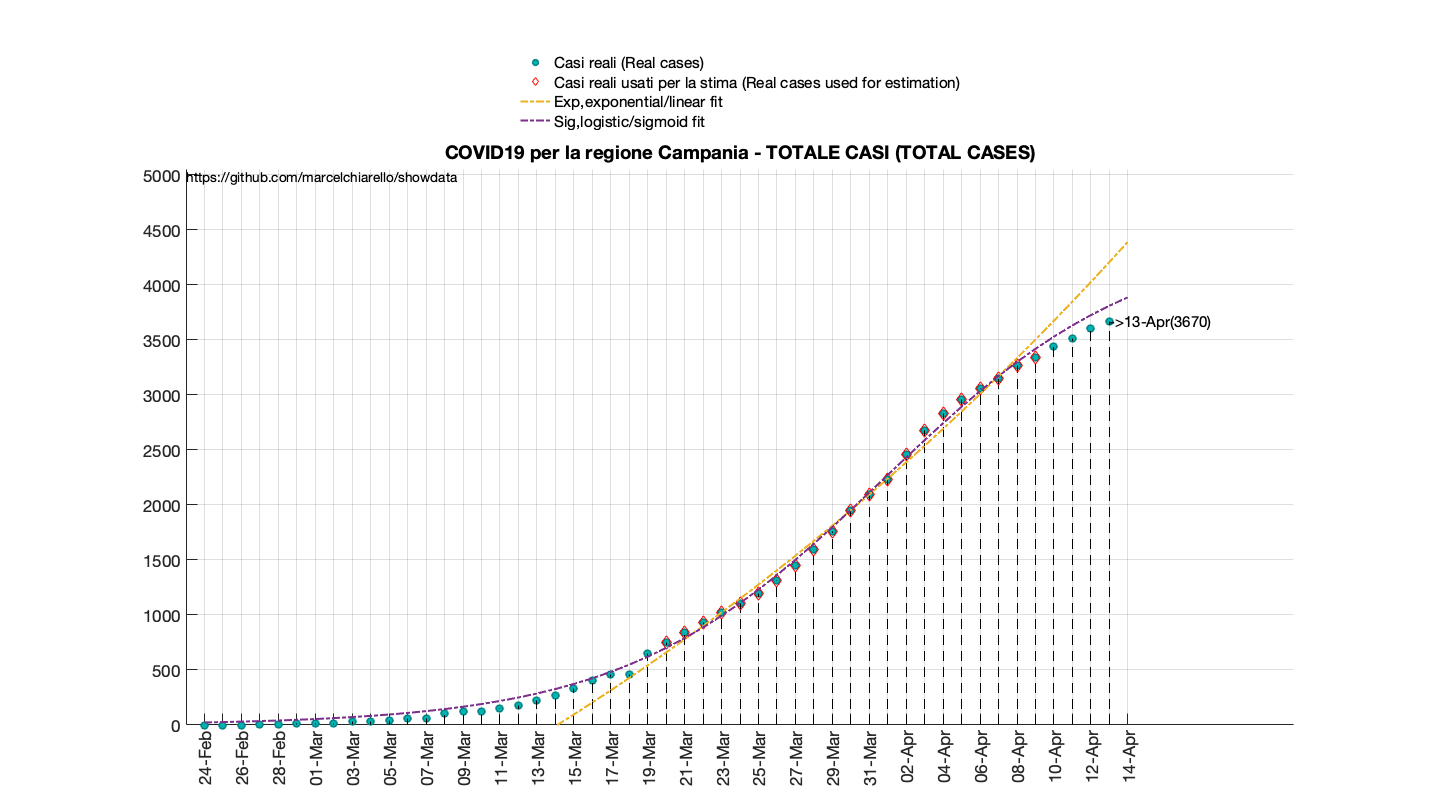 Casi reali (Real cases)
Casi reali usati per la stima (Real cases used for estimation)
Exp,exponential/linear fit
Sig,logistic/sigmoid fit
COVID19 per la regione Campania - TOTALE CASI (TOTAL CASES)
https://github.com/marcelchiarello/showdata
5000
4500
4000
3500
3000
2500
2000
1500
1000
500
0
->13-Apr(3670)
24-Feb
26-Feb
28-Feb
01-Mar
03-Mar
05-Mar
07-Mar
09-Mar
11-Mar
13-Mar
15-Mar
17-Mar
19-Mar
21-Mar
23-Mar
25-Mar
27-Mar
29-Mar
31-Mar
02-Apr
04-Apr
06-Apr
08-Apr
10-Apr
12-Apr
14-Apr